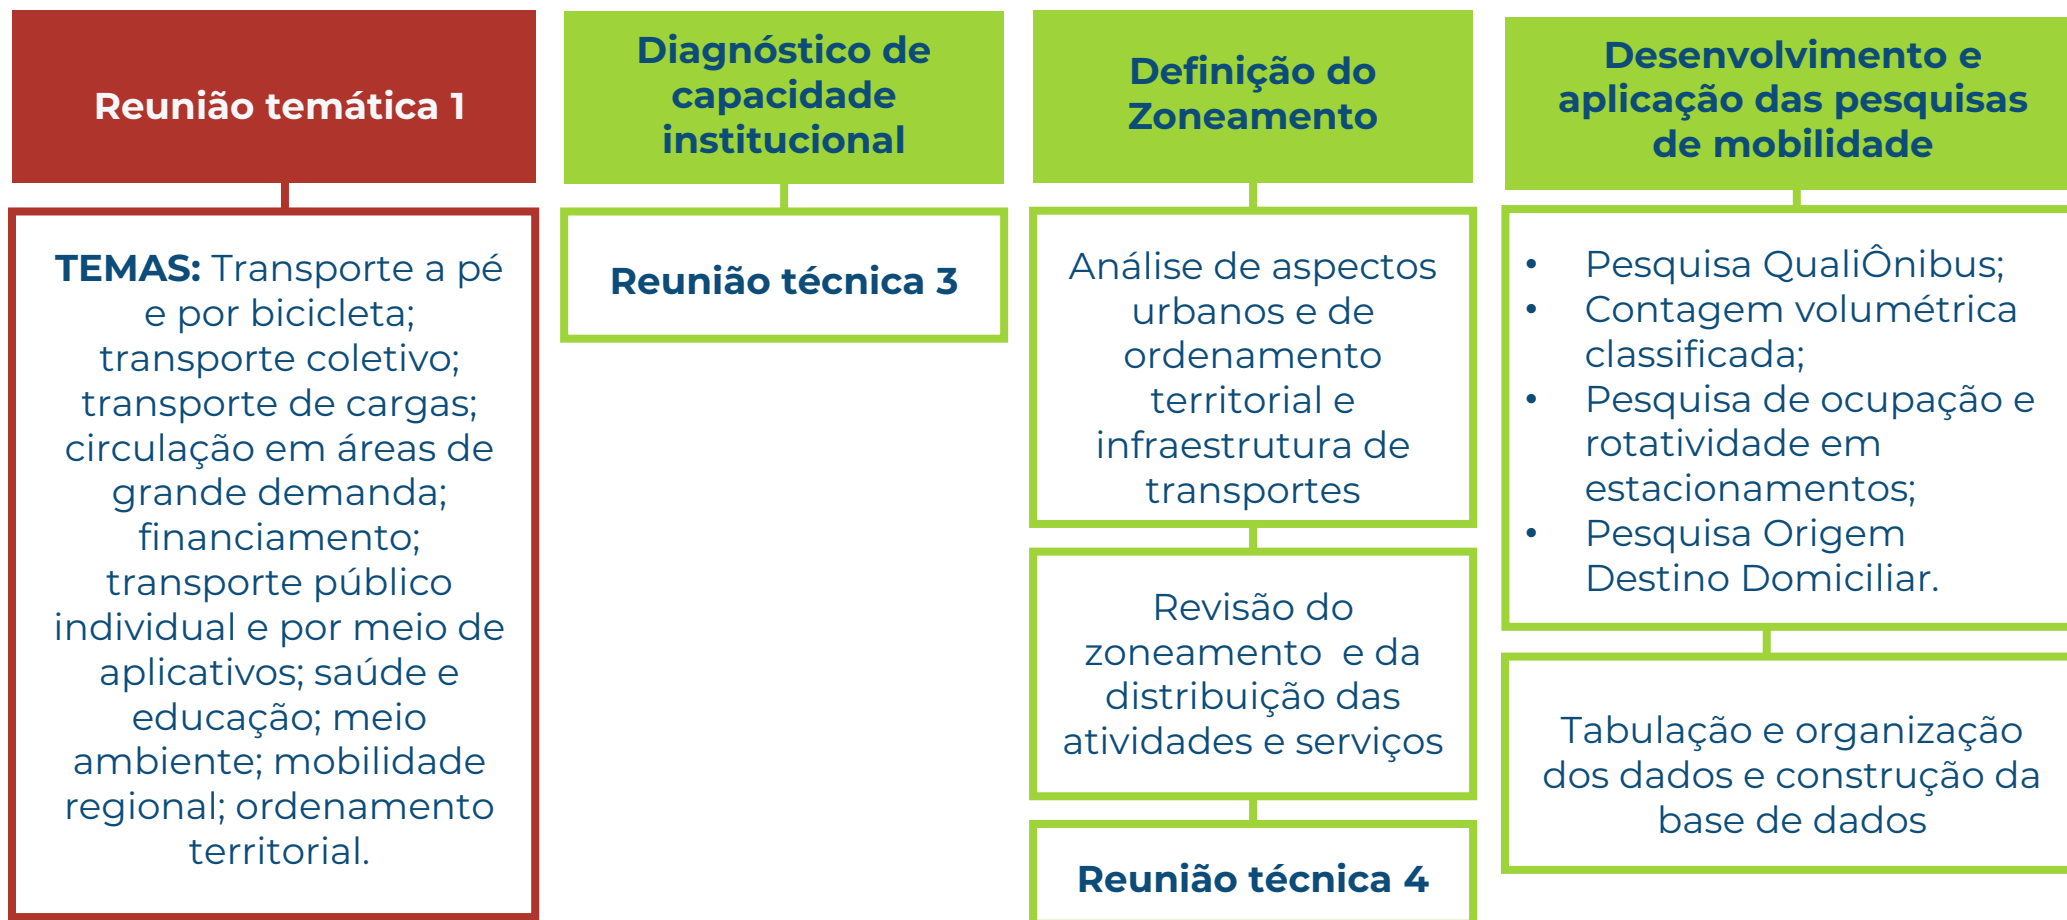 Reunião temática 1
TEMAS: Transporte a pé
e por bicicleta;
transporte coletivo;
transporte de cargas;
circulação em áreas de
grande demanda;
financiamento;
transporte público
individual e por meio de
aplicativos; saúde e
educação; meio
ambiente; mobilidade
regional; ordenamento
territorial.
Diagnóstico de
capacidade
institucional
Reunião técnica 3
Definição do
Zoneamento
Análise de aspectos
urbanos e de
ordenamento
territorial e
infraestrutura de
transportes
Revisão do
zoneamento e da
distribuição das
atividades e serviços
Reunião técnica 4
Desenvolvimento e
aplicação das pesquisas
de mobilidade
• Pesquisa QualiÔnibus;
• Contagem volumétrica
classificada;
• Pesquisa de ocupação e
rotatividade em
estacionamentos;
• Pesquisa Origem
Destino Domiciliar.
Tabulação e organização
dos dados e construção da
base de dados